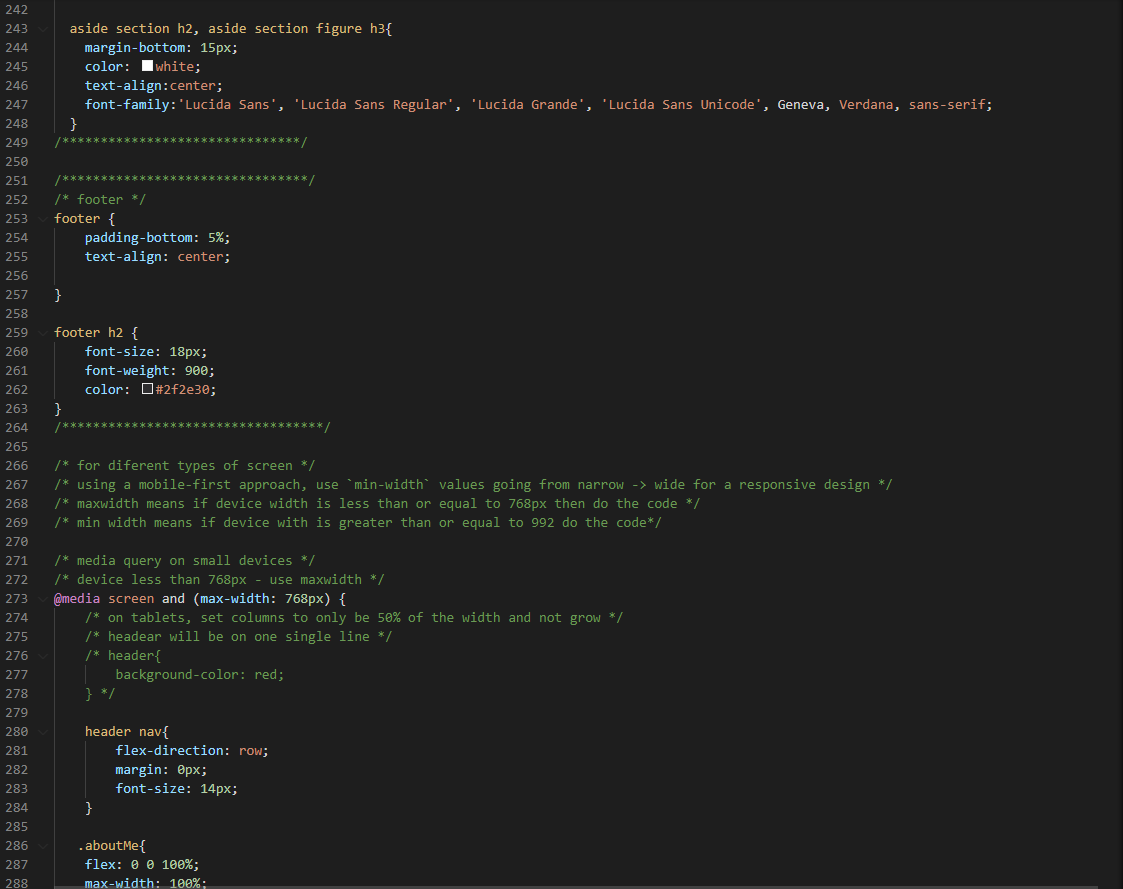 242
243 aside section h2, aside section figure h3{
244 margin-bottom: 15px;
245 color: white;
246 text-align:center;
247 font-family:'Lucida Sans', 'Lucida Sans Regular', 'Lucida Grande', 'Lucida Sans Unicode', Geneva, Verdana, sans-serif;
248 }
249 /*******************************/
250
251 /********************************/
252 /* footer */
253 footer {
254 padding-bottom: 5%;
255 text-align: center;
256
257 }
258
259 footer h2 {
260 font-size: 18px;
261 font-weight: 900;
262 color: #2f2e30;
263 }
264 /**********************************/
265
266 /* for diferent types of screen */
267 /* using a mobile-first approach, use `min-width` values going from narrow -> wide for a responsive design */
268 /* maxwidth means if device width is less than or equal to 768px then do the code */
269 /* min width means if device with is greater than or equal to 992 do the code*/
270
271 /* media query on small devices */
272 /* device less than 768px - use maxwidth */
273 @media screen and (max-width: 768px) {
274 /* on tablets, set columns to only be 50% of the width and not grow */
275 /* headear will be on one single line */
276 /* header{
277 background-color: red;
278 } */
279
280 header nav{
281 flex-direction: row;
282 margin: 0px;
283 font-size: 14px;
284 }
285
286 .aboutMe{
287 flex: 0 0 100%;
288 max-width: 100%;